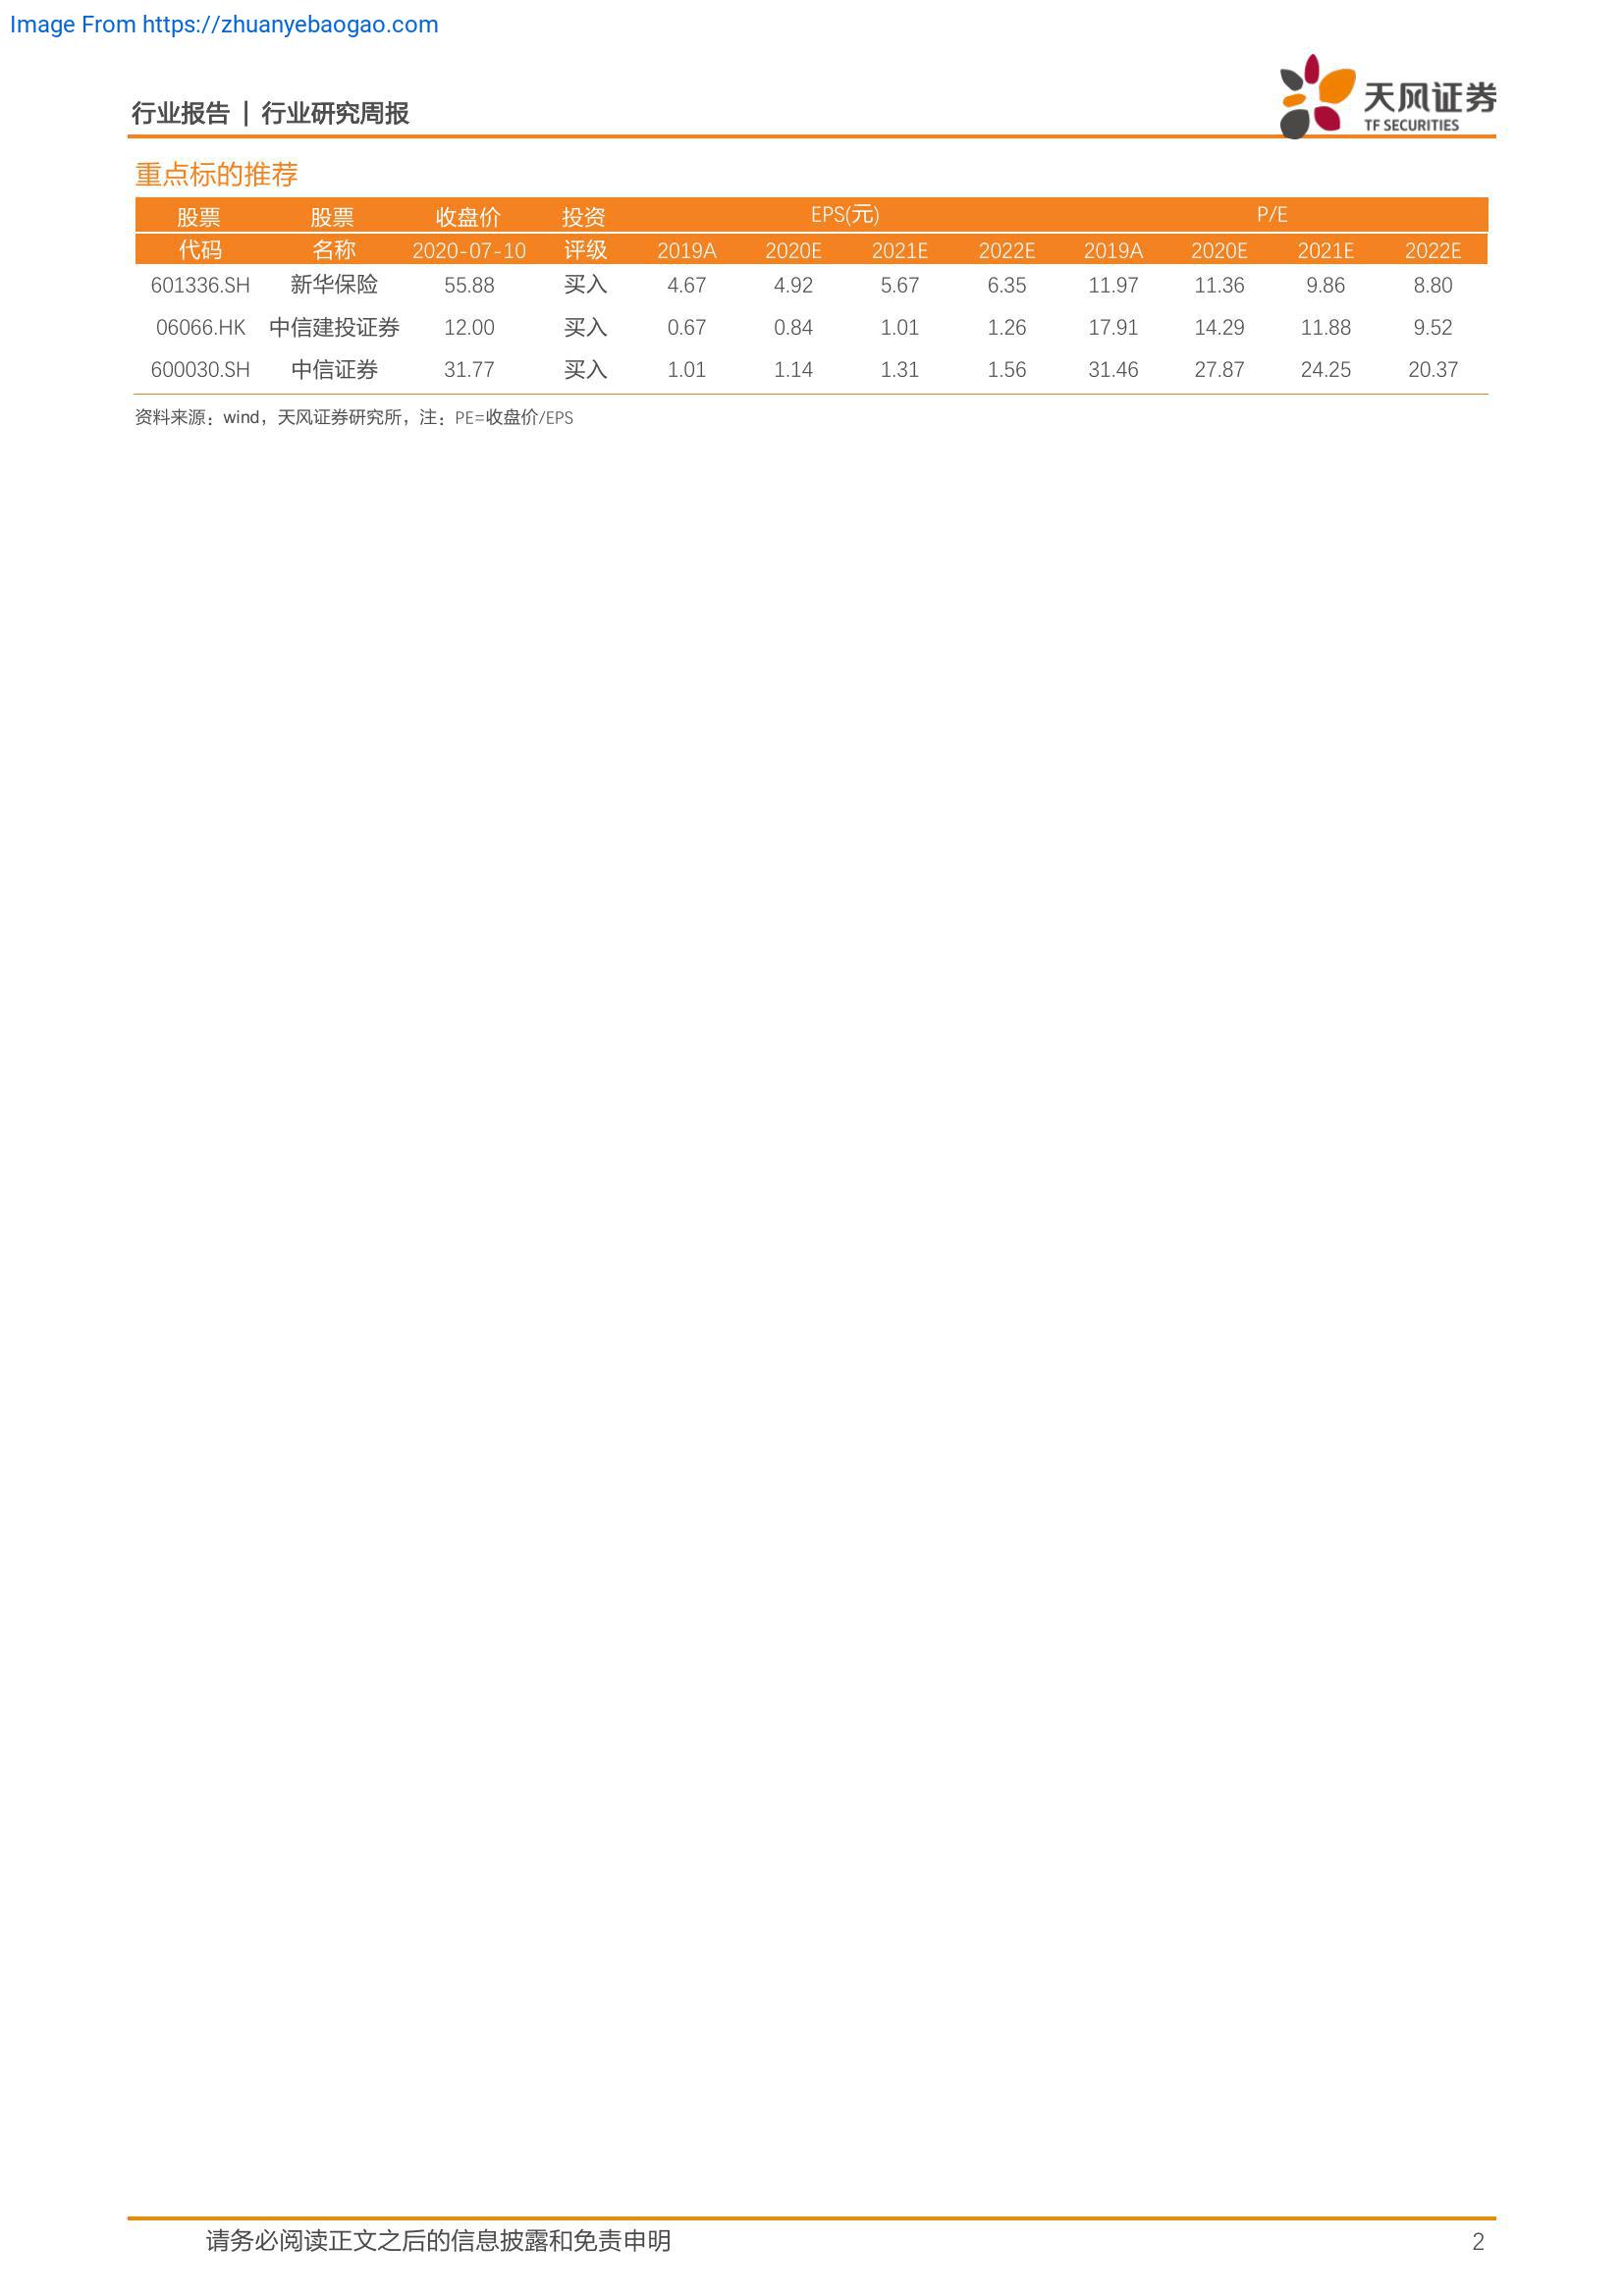 Image From https://zhuanyebaogao.com
行业报告 | 行业研究周报
天风证券
TF SECURITIES
重点标的推荐
股票 股票 收盘价 投资 EPS(元) P/E
代码 名称 2020-07-10 评级 2019A 2020E 2021E 2022E 2019A 2020E 2021E 2022E
601336.SH 新华保险 55.88 买入 4.67 4.92 5.67 6.35 11.97 11.36 9.86 8.80
06066.HK 中信建投证券 12.00 买入 0.67 0.84 1.01 1.26 17.91 14.29 11.88 9.52
600030.SH 中信证券 31.77 买入 1.01 1.14 1.31 1.56 31.46 27.87 24.25 20.37
资料来源：wind，天风证券研究所，注：PE=收盘价/EPS
请务必阅读正文之后的信息披露和免责申明 2